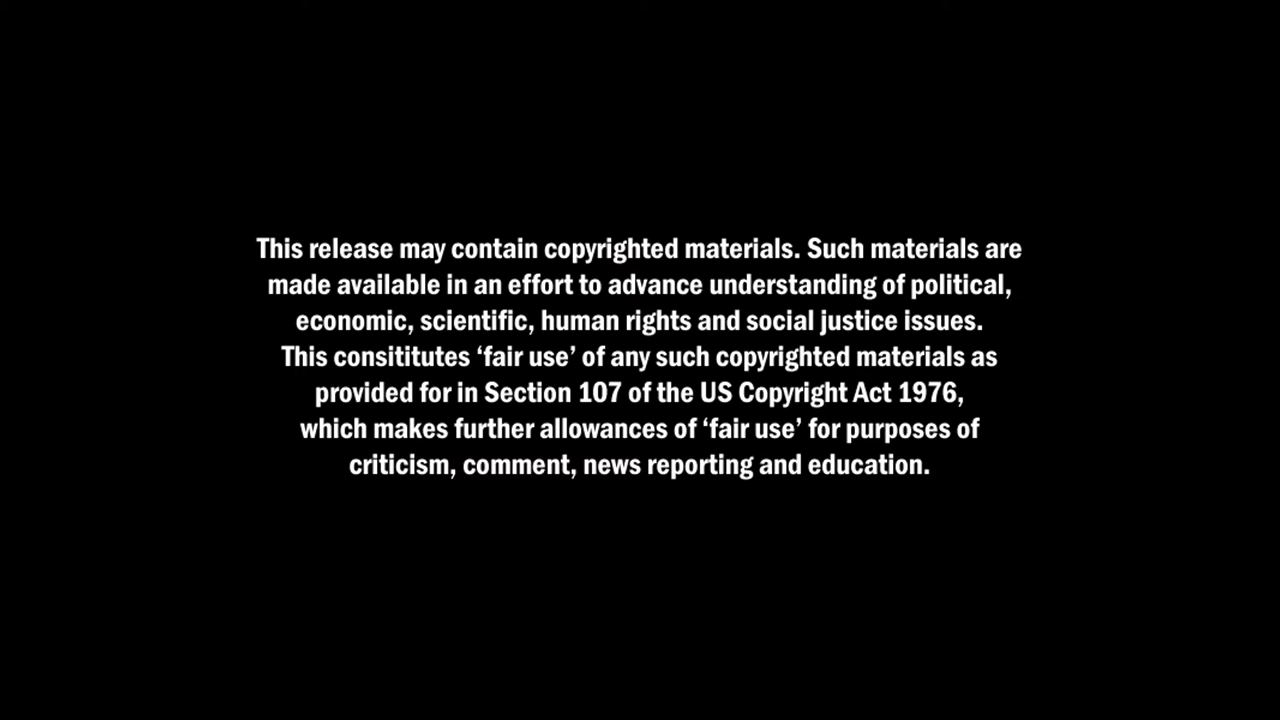 This release may contain copyrighted materials. Such materials are
made available in an effort to advance understanding of political,
economic, scientific, human rights and social justice issues.
This consititutes ‘fair use’ of any such copyrighted materials as
provided for in Section 107 of the US Copyright Act 1976,
which makes further allowances of ‘fair use’ for purposes of
criticism, comment, news reporting and education.